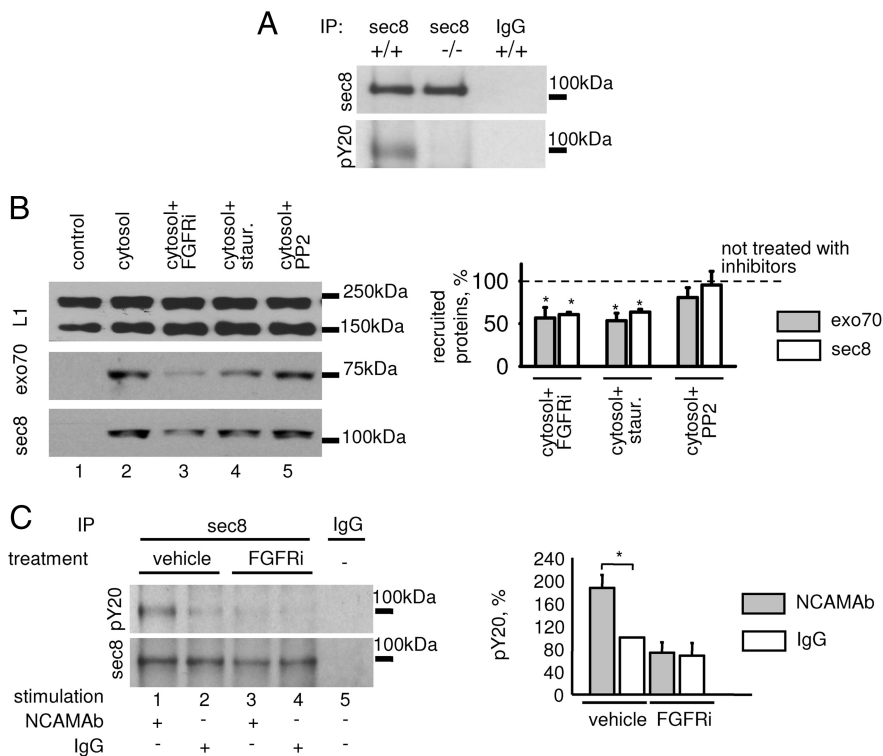 A
IP: sec8 sec8 IgG
+/+ -/- +/+
sec8
100kDa
pY20
100kDa
B
control
cytosol
cytosol+
FGFRi
cytosol+
staur.
cytosol+
PP2
L1
250kDa
150kDa
exo70
75kDa
sec8
100kDa
1 2 3 4 5
recruited
proteins, %
100
50
0
* * * *
not treated with
inhibitors
exo70
sec8
cytosol+
FGFRi
cytosol+
staur.
cytosol+
PP2
C
IP sec8 IgG
treatment vehicle FGFRi -
pY20
100kDa
sec8
100kDa
stimulation 1 2 3 4 5
NCAMAb + - + - -
IgG - + - + -
pY20, %
240
200
160
120
80
40
0
*
NCAMAb
IgG
vehicle FGFRi